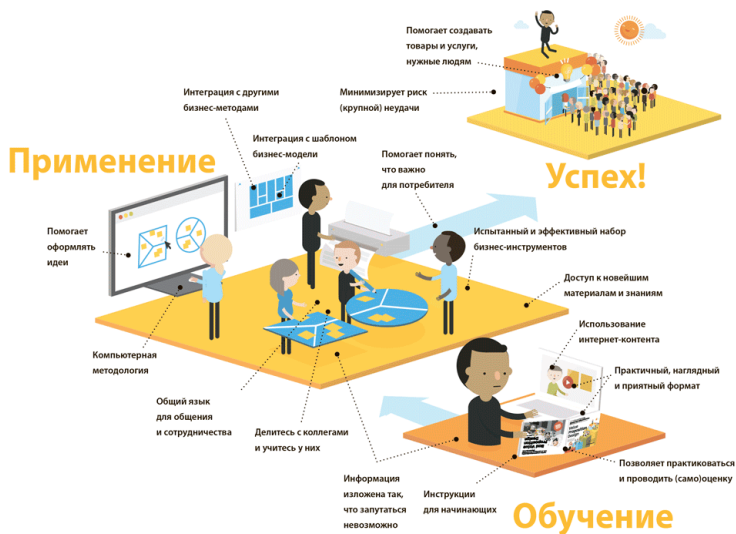 Помогает создавать
товары и услуги,
нужные людям
Минимизирует риск
(крупной) неудачи
Успех!
Интеграция с другими
бизнес-методами
Интеграция с шаблоном
бизнес-модели
Применение
Помогает понять,
что важно
для потребителя
Помогает
оформлять
идеи
Испытанный и эффективный набор
бизнес-инструментов
Доступ к новейшим
материалам и знаниям
Компьютерная
методология
Общий язык
для общения
и сотрудничества
Делитесь с коллегами
и учитесь у них
Использование
интернет-контента
Практичный, наглядный
и приятный формат
Позволяет практиковаться
и проводить (само)оценку
Информация
изложена так,
что запутаться
невозможно
Инструкции
для начинающих
Обучение